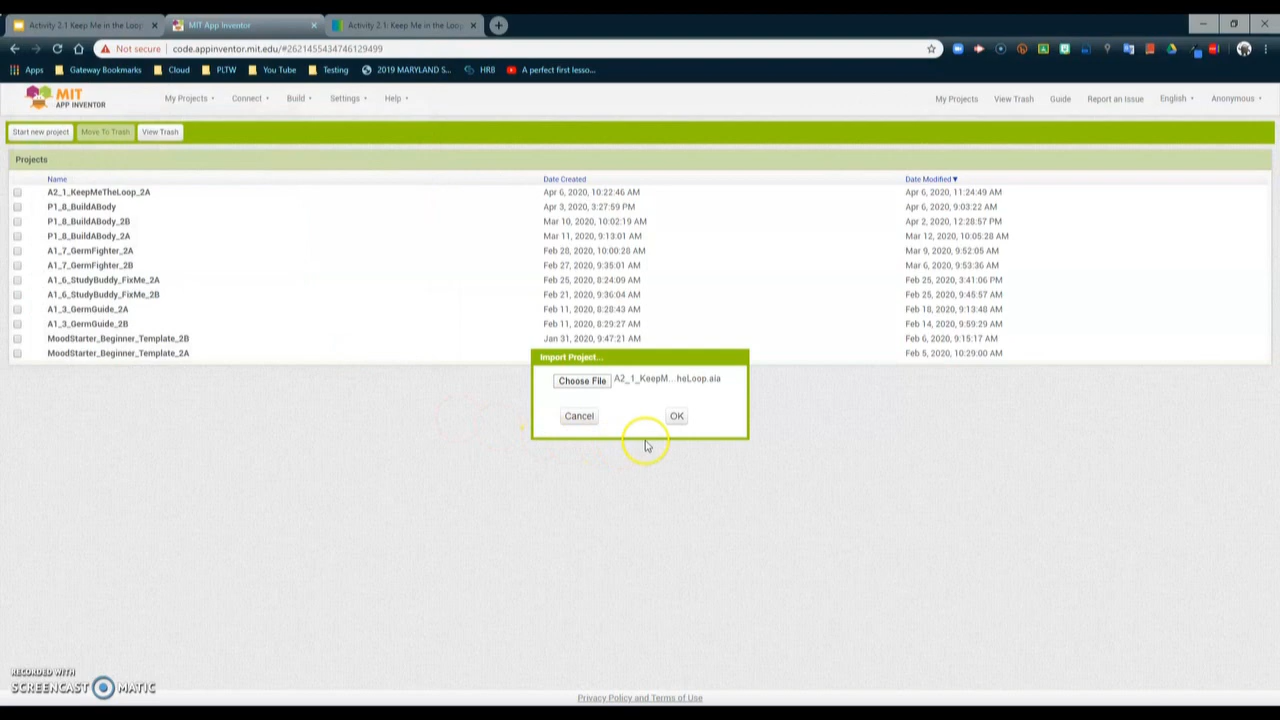 Activity 2.1 Keep Me in the Loop
MIT App Inventor
Activity 2.1: Keep Me in the Loo
Not secure
code.appinventor.mit.edu/#2621455434746129499
Apps
Gateway Bookmarks
Cloud
PLTW
You Tube
Testing
2019 MARYLAND S...
HRB
A perfect first lesso...
MIT
APP INVENTOR
My Projects
Connect
Build
Settings
Help
My Projects
View Trash
Guide
Report an Issue
English
Anonymous
Start new project
Move To Trash
View Trash
Projects
Name Date Created Date Modified
A2_1_KeepMeTheLoop_2A Apr 6, 2020, 10:22:46 AM Apr 6, 2020, 11:24:49 AM
P1_8_BuildABody Apr 3, 2020, 3:27:59 PM Apr 6, 2020, 9:03:22 AM
P1_8_BuildABody_2B Mar 10, 2020, 10:02:19 AM Apr 2, 2020, 12:28:57 PM
P1_8_BuildABody_2A Mar 11, 2020, 9:13:01 AM Mar 12, 2020, 10:05:28 AM
A1_7_GermFighter_2A Feb 28, 2020, 10:00:28 AM Mar 9, 2020, 9:52:05 AM
A1_7_GermFighter_2B Feb 27, 2020, 9:35:01 AM Mar 6, 2020, 9:53:36 AM
A1_6_StudyBuddy_FixMe_2A Feb 25, 2020, 8:24:09 AM Feb 25, 2020, 3:41:06 PM
A1_6_StudyBuddy_FixMe_2B Feb 21, 2020, 9:36:04 AM Feb 25, 2020, 9:45:57 AM
A1_3_GermGuide_2A Feb 11, 2020, 8:28:43 AM Feb 18, 2020, 9:13:48 AM
A1_3_GermGuide_2B Feb 11, 2020, 8:29:27 AM Feb 14, 2020, 9:59:29 AM
MoodStarter_Beginner_Template_2B Jan 31, 2020, 9:47:21 AM Feb 6, 2020, 9:15:17 AM
MoodStarter_Beginner_Template_2A Feb 5, 2020, 10:29:00 AM
Import Project...
Choose File A2_1_KeepM...heLoop.aia
Cancel
OK
RECORDED WITH
SCREENCAST MATIC
Privacy Policy and Terms of Use